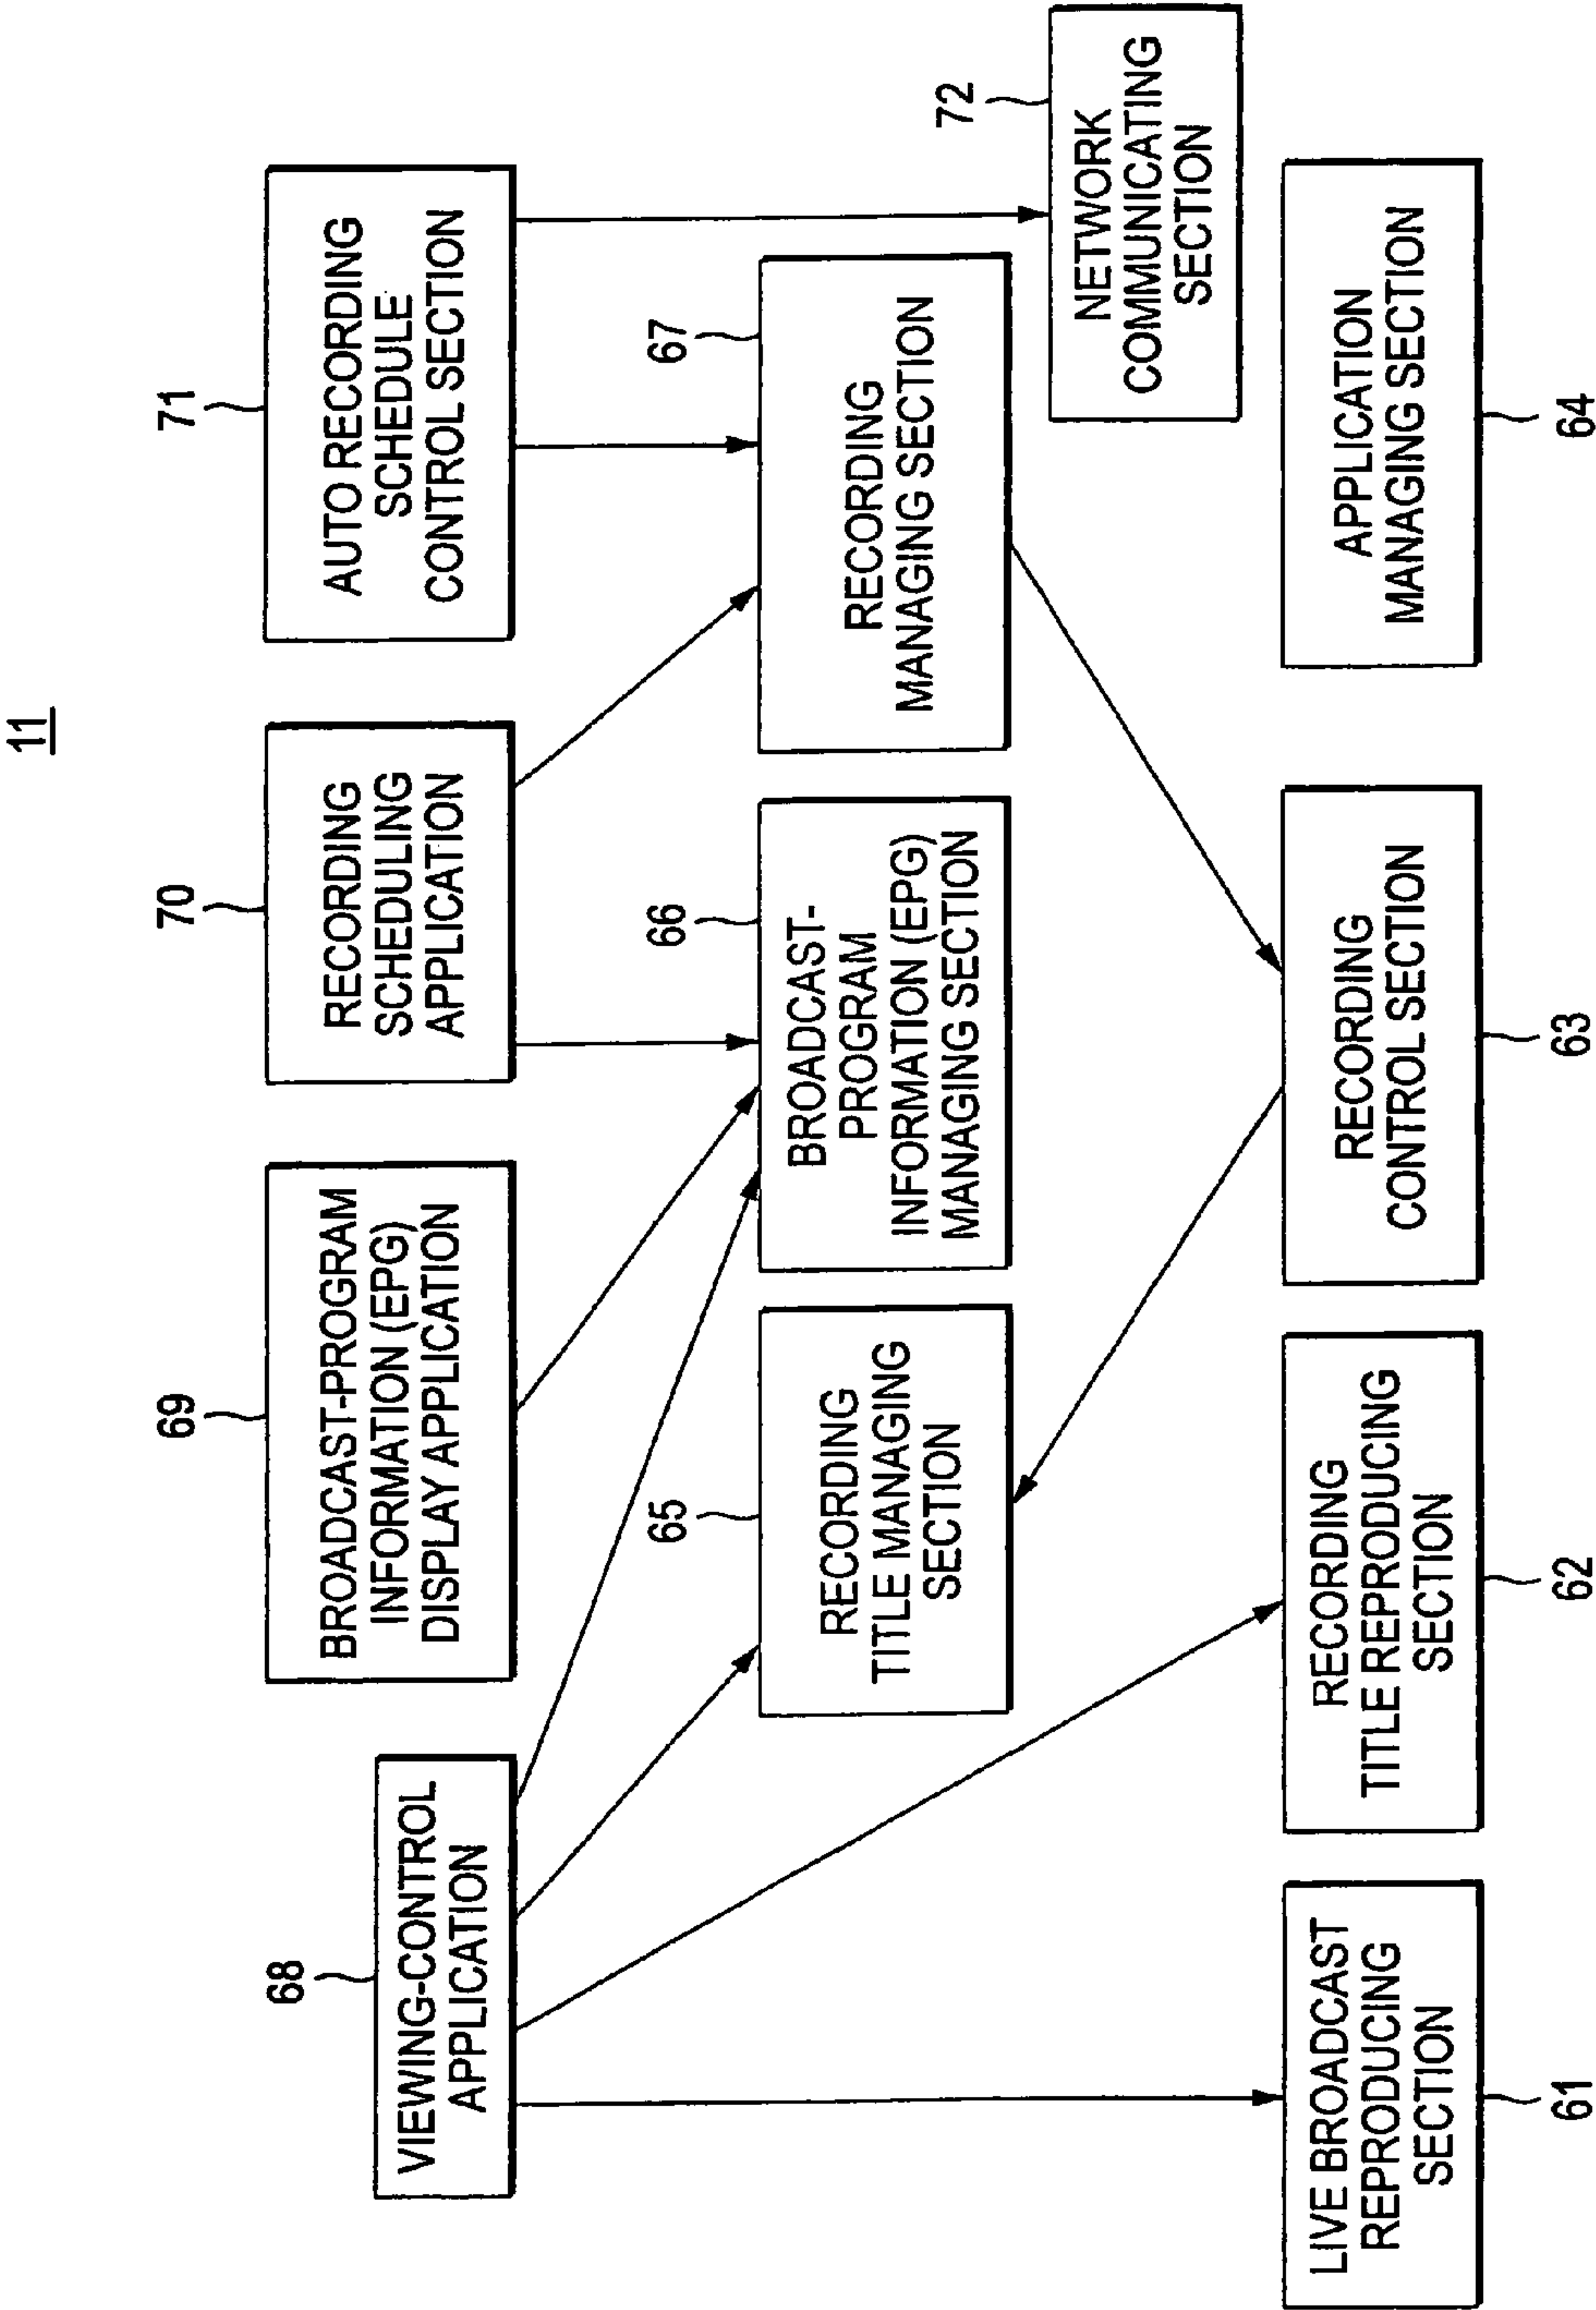 11
68
VIEWING-CONTROL
APPLICATION
69
BROADCAST-PROGRAM
INFORMATION (EPG)
DISPLAY APPLICATION
70
RECORDING
SCHEDULING
APPLICATION
71
AUTO RECORDING
SCHEDULE
CONTROL SECTION
65
RECORDING
TITLE MANAGING
SECTION
66
BROADCAST-
PROGRAM
INFORMATION (EPG)
MANAGING SECTION
67
RECORDING
MANAGING SECTION
72
NETWORK
COMMUNICATING
SECTION
LIVE BROADCAST
REPRODUCING
SECTION
61
RECORDING
TITLE REPRODUCING
SECTION
62
RECORDING
CONTROL SECTION
63
APPLICATION
MANAGING SECTION
64